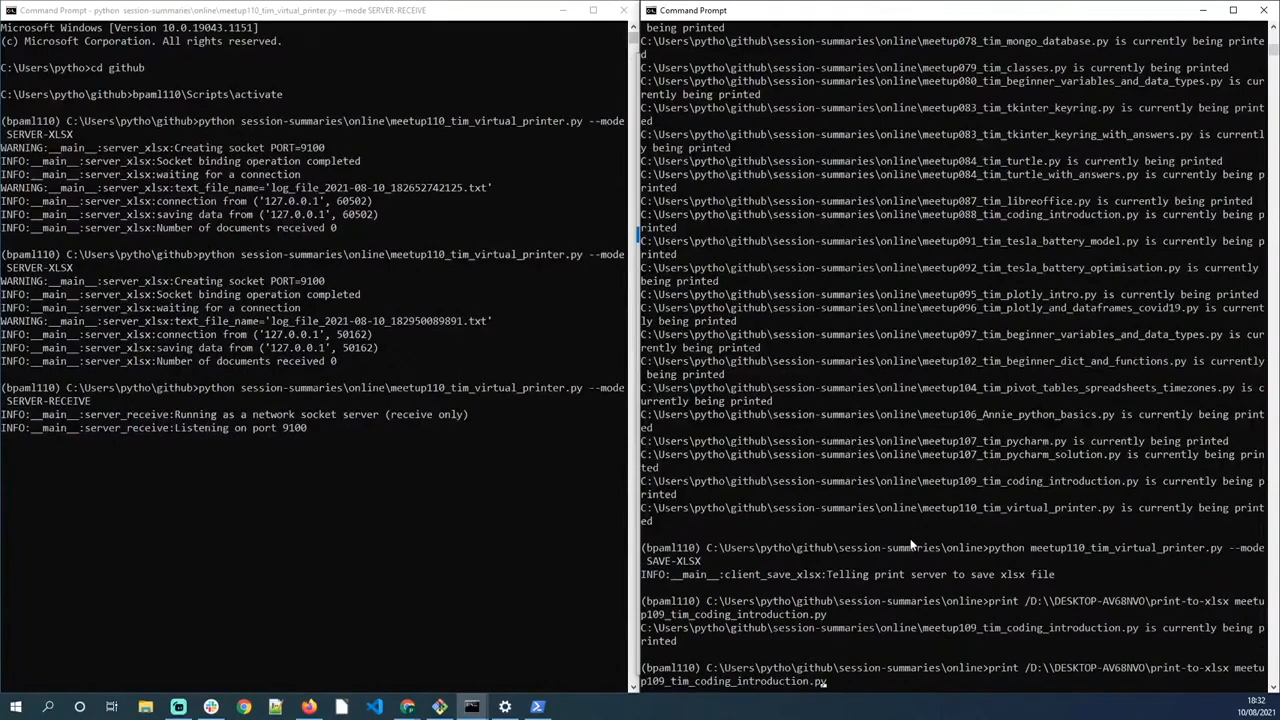 Command Prompt - python session-summaries\online\meetup110_tim_virtual_printer.py --mode SERVER-RECEIVE
Microsoft Windows [Version 10.0.19043.1151]
(c) Microsoft Corporation. All rights reserved.
C:\Users\pytho>cd github
C:\Users\pytho\github>bpaml110\Scripts\activate
(bpaml110) C:\Users\pytho\github>python session-summaries\online\meetup110_tim_virtual_printer.py --mode
SERVER-XLSX
WARNING:__main__:server_xlsx:Creating socket PORT=9100
INFO:__main__:server_xlsx:Socket binding operation completed
INFO:__main__:server_xlsx:waiting for a connection
WARNING:__main__:server_xlsx:text_file_name='log_file_2021-08-10_182652742125.txt'
INFO:__main__:server_xlsx:connection from ('127.0.0.1', 60502)
INFO:__main__:server_xlsx:saving data from ('127.0.0.1', 60502)
INFO:__main__:server_xlsx:Number of documents received 0
(bpaml110) C:\Users\pytho\github>python session-summaries\online\meetup110_tim_virtual_printer.py --mode
SERVER-XLSX
WARNING:__main__:server_xlsx:Creating socket PORT=9100
INFO:__main__:server_xlsx:Socket binding operation completed
INFO:__main__:server_xlsx:waiting for a connection
WARNING:__main__:server_xlsx:text_file_name='log_file_2021-08-10_182950089891.txt'
INFO:__main__:server_xlsx:connection from ('127.0.0.1', 50162)
INFO:__main__:server_xlsx:saving data from ('127.0.0.1', 50162)
INFO:__main__:server_xlsx:Number of documents received 0
(bpaml110) C:\Users\pytho\github>python session-summaries\online\meetup110_tim_virtual_printer.py --mode
SERVER-RECEIVE
INFO:__main__:server_receive:Running as a network socket server (receive only)
INFO:__main__:server_receive:Listening on port 9100
Command Prompt
being printed
C:\Users\pytho\github\session-summaries\online\meetup078_tim_mongo_database.py is currently being printe
d
C:\Users\pytho\github\session-summaries\online\meetup079_tim_classes.py is currently being printed
C:\Users\pytho\github\session-summaries\online\meetup080_tim_beginner_variables_and_data_types.py is cur
rently being printed
C:\Users\pytho\github\session-summaries\online\meetup083_tim_tkinter_keyring.py is currently being print
ed
C:\Users\pytho\github\session-summaries\online\meetup083_tim_tkinter_keyring_with_answers.py is currentl
y being printed
C:\Users\pytho\github\session-summaries\online\meetup084_tim_turtle.py is currently being printed
C:\Users\pytho\github\session-summaries\online\meetup084_tim_turtle_with_answers.py is currently being p
rinted
C:\Users\pytho\github\session-summaries\online\meetup087_tim_libreoffice.py is currently being printed
C:\Users\pytho\github\session-summaries\online\meetup088_tim_coding_introduction.py is currently being p
rinted
C:\Users\pytho\github\session-summaries\online\meetup091_tim_tesla_battery_model.py is currently being p
rinted
C:\Users\pytho\github\session-summaries\online\meetup092_tim_tesla_battery_optimisation.py is currently
being printed
C:\Users\pytho\github\session-summaries\online\meetup095_tim_plotly_intro.py is currently being printed
C:\Users\pytho\github\session-summaries\online\meetup096_tim_plotly_and_dataframes_covid19.py is current
ly being printed
C:\Users\pytho\github\session-summaries\online\meetup097_tim_beginner_variables_and_data_types.py is cur
rently being printed
C:\Users\pytho\github\session-summaries\online\meetup102_tim_beginner_dict_and_functions.py is currently
being printed
C:\Users\pytho\github\session-summaries\online\meetup104_tim_pivot_tables_spreadsheets_timezones.py is c
urrently being printed
C:\Users\pytho\github\session-summaries\online\meetup106_Annie_python_basics.py is currently being print
ed
C:\Users\pytho\github\session-summaries\online\meetup107_tim_pycharm.py is currently being printed
C:\Users\pytho\github\session-summaries\online\meetup107_tim_pycharm_solution.py is currently being prin
ted
C:\Users\pytho\github\session-summaries\online\meetup109_tim_coding_introduction.py is currently being p
rinted
C:\Users\pytho\github\session-summaries\online\meetup110_tim_virtual_printer.py is currently being print
ed
(bpaml110) C:\Users\pytho\github\session-summaries\online>python meetup110_tim_virtual_printer.py --mode
SAVE-XLSX
INFO:__main__:client_save_xlsx:Telling print server to save xlsx file
(bpaml110) C:\Users\pytho\github\session-summaries\online>print /D:\\DESKTOP-AV68NVO\print-to-xlsx meetu
p109_tim_coding_introduction.py
C:\Users\pytho\github\session-summaries\online\meetup109_tim_coding_introduction.py is currently being p
rinted
(bpaml110) C:\Users\pytho\github\session-summaries\online>print /D:\\DESKTOP-AV68NVO\print-to-xlsx meetu
p109_tim_coding_introduction.py
18:32
10/08/2021